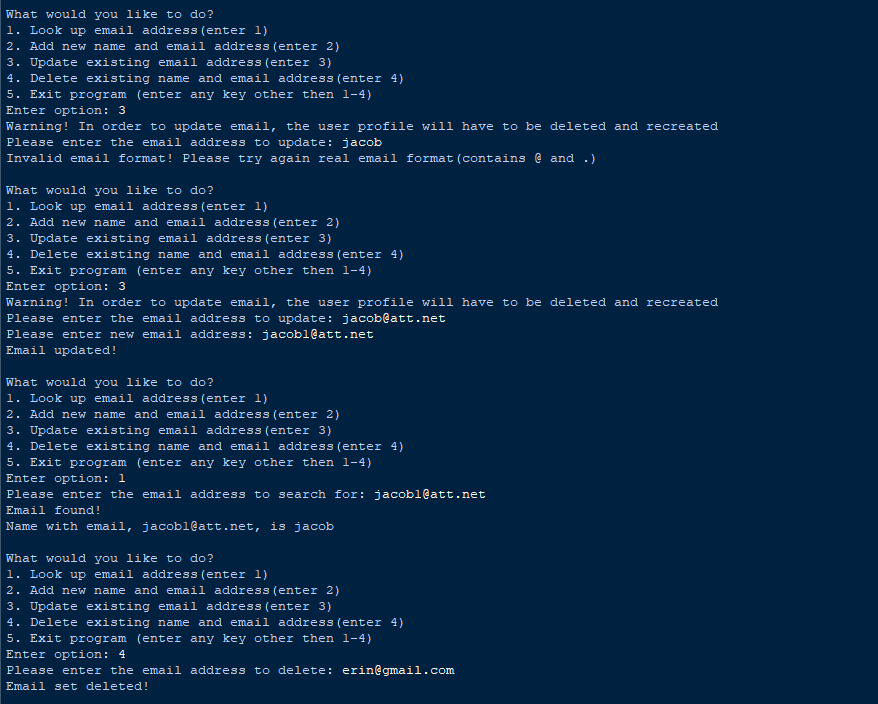 What would you like to do?
1. Look up email address(enter 1)
2. Add new name and email address(enter 2)
3. Update existing email address(enter 3)
4. Delete existing name and email address(enter 4)
5. Exit program (enter any key other then 1-4)
Enter option: 3
Warning! In order to update email, the user profile will have to be deleted and recreated
Please enter the email address to update: jacob
Invalid email format! Please try again real email format(contains @ and .)
What would you like to do?
1. Look up email address(enter 1)
2. Add new name and email address(enter 2)
3. Update existing email address(enter 3)
4. Delete existing name and email address(enter 4)
5. Exit program (enter any key other then 1-4)
Enter option: 3
Warning! In order to update email, the user profile will have to be deleted and recreated
Please enter the email address to update: jacob@att.net
Please enter new email address: jacob1@att.net
Email updated!
What would you like to do?
1. Look up email address(enter 1)
2. Add new name and email address(enter 2)
3. Update existing email address(enter 3)
4. Delete existing name and email address(enter 4)
5. Exit program (enter any key other then 1-4)
Enter option: 1
Please enter the email address to search for: jacob1@att.net
Email found!
Name with email, jacob1@att.net, is jacob
What would you like to do?
1. Look up email address(enter 1)
2. Add new name and email address(enter 2)
3. Update existing email address(enter 3)
4. Delete existing name and email address(enter 4)
5. Exit program (enter any key other then 1-4)
Enter option: 4
Please enter the email address to delete: erin@gmail.com
Email set deleted!